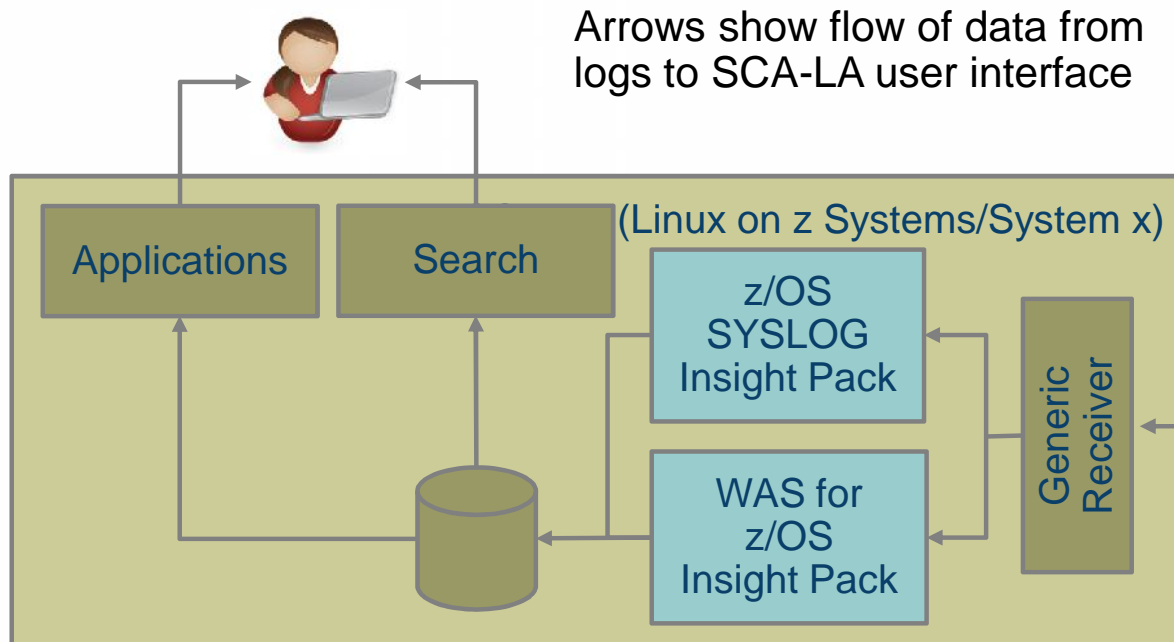 Arrows show flow of data from
logs to SCA-LA user interface
(Linux on z Systems/System x)
Applications
Search
z/OS
SYSLOG
Insight Pack
WAS for
z/OS
Insight Pack
Generic
Receiver